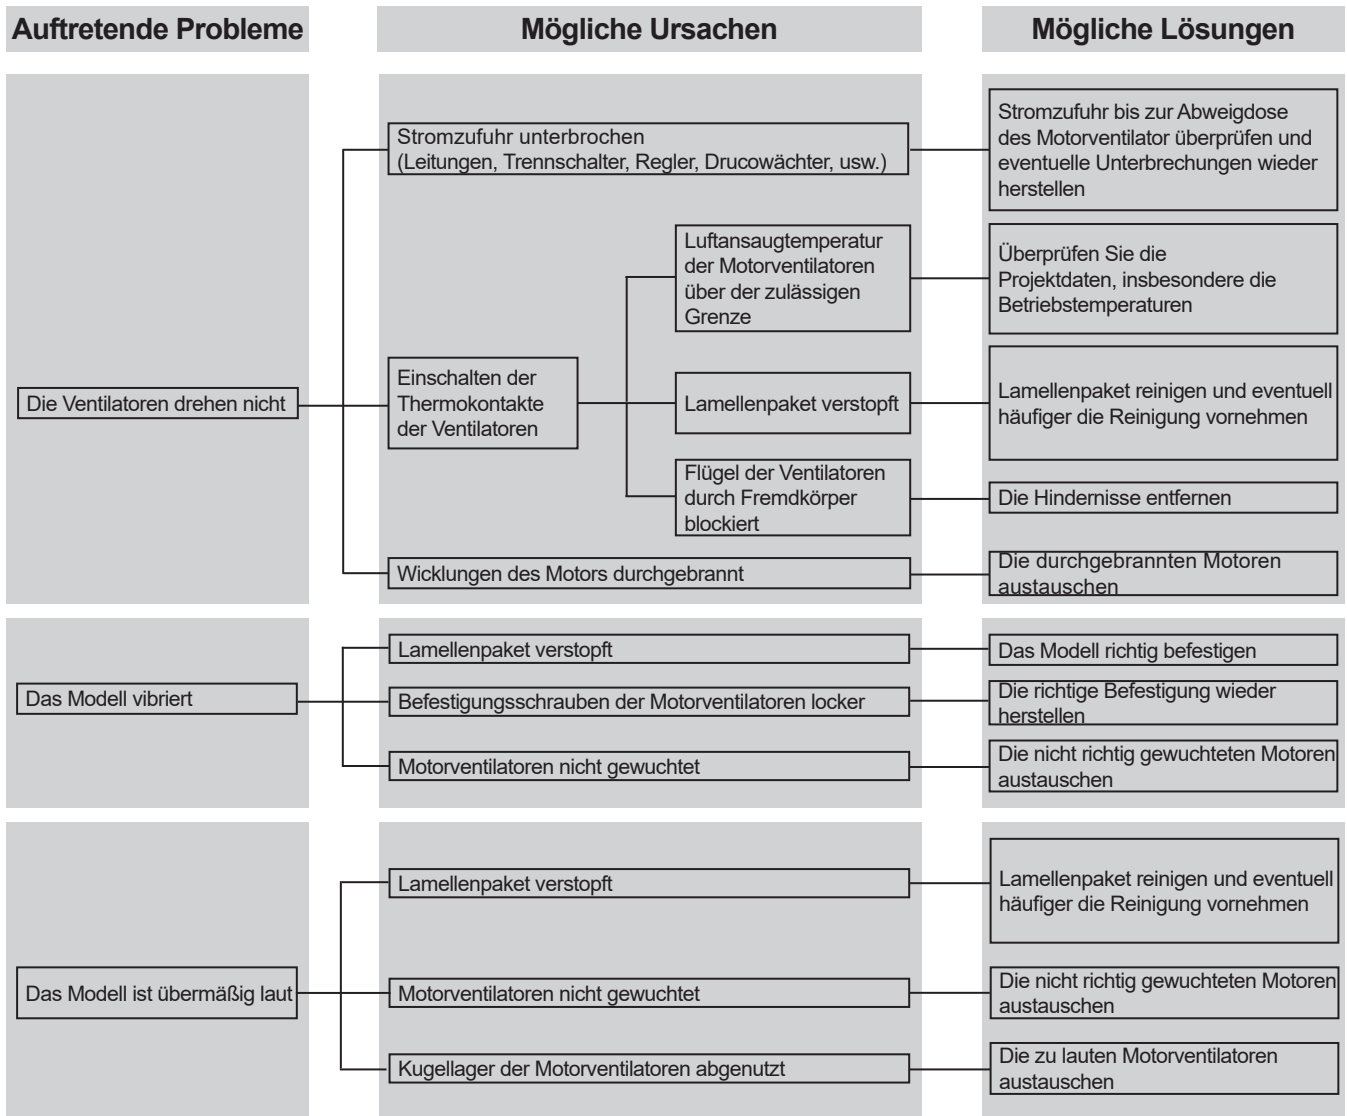 Auftretende Probleme
Mögliche Ursachen
Mögliche Lösungen
Die Ventilatoren drehen nicht
Stromzufuhr unterbrochen
(Leitungen, Trennschalter, Regler, Drucowächter, usw.)
Stromzufuhr bis zur Abweigdose
des Motorventilator überprüfen und
eventuelle Unterbrechungen wieder
herstellen
Einschalten der
Thermokontakte
der Ventilatoren
Luftansaugtemperatur
der Motorventilatoren
über der zulässigen
Grenze
Überprüfen Sie die
Projektdaten, insbesondere die
Betriebstemperaturen
Lamellenpaket verstopft
Lamellenpaket reinigen und eventuell
häufiger die Reinigung vornehmen
Flügel der Ventilatoren
durch Fremdkörper
blockiert
Die Hindernisse entfernen
Wicklungen des Motors durchgebrannt
Die durchgebrannten Motoren
austauschen
Das Modell vibriert
Lamellenpaket verstopft
Das Modell richtig befestigen
Befestigungsschrauben der Motorventilatoren locker
Die richtige Befestigung wieder
herstellen
Motorventilatoren nicht gewuchtet
Die nicht richtig gewuchteten Motoren
austauschen
Das Modell ist übermäßig laut
Lamellenpaket verstopft
Lamellenpaket reinigen und eventuell
häufiger die Reinigung vornehmen
Motorventilatoren nicht gewuchtet
Die nicht richtig gewuchteten Motoren
austauschen
Kugellager der Motorventilatoren abgenutzt
Die zu lauten Motorventilatoren
austauschen